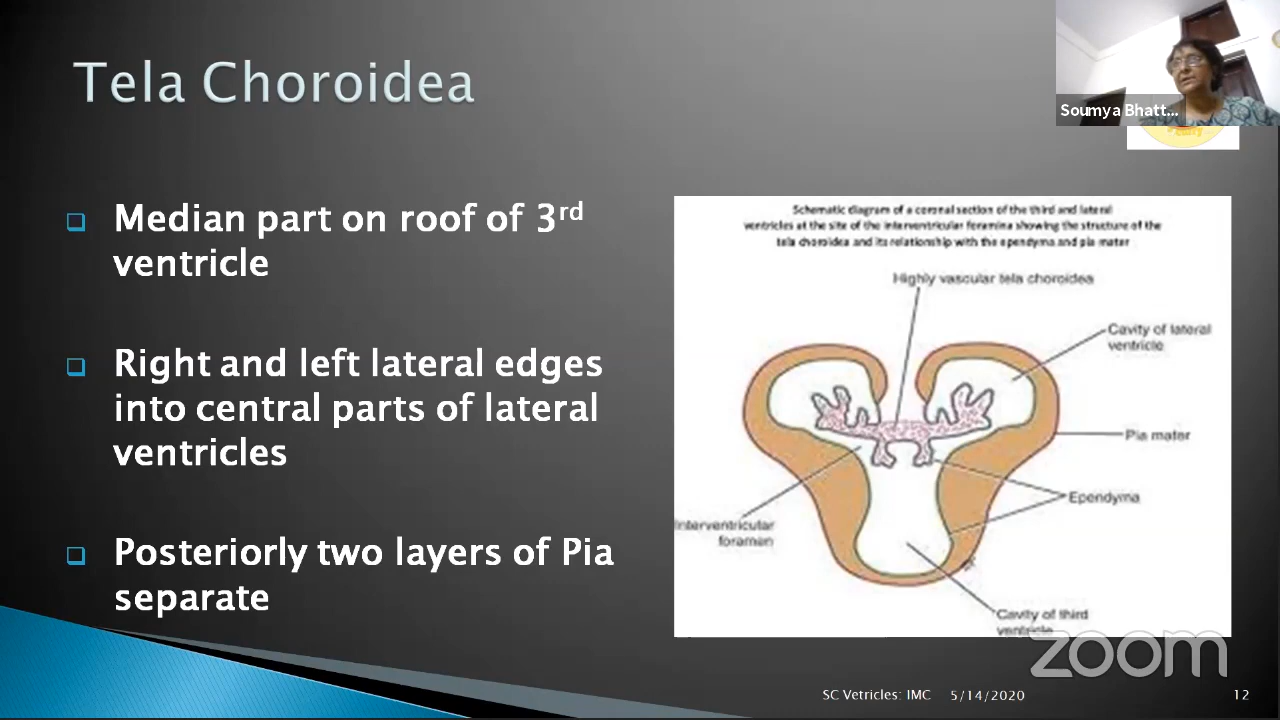 Tela Choroidea
Soumya Bhatt...
Median part on roof of 3rd
ventricle
Right and left lateral edges
into central parts of lateral
ventricles
Posteriorly two layers of Pia
separate
Schematic diagram of a coronal section of the third and lateral
ventricles at the site of the interventricular foramina showing the structure of the
tela choroidea and its relationship with the ependyma and pia mater
Highly vascular tela choroidea
Cavity of lateral
ventricle
Pia mater
Ependyma
Interventricular
foramen
Cavity of third
ventricle
zoom
SC Vetricles: IMC 5/14/2020 12